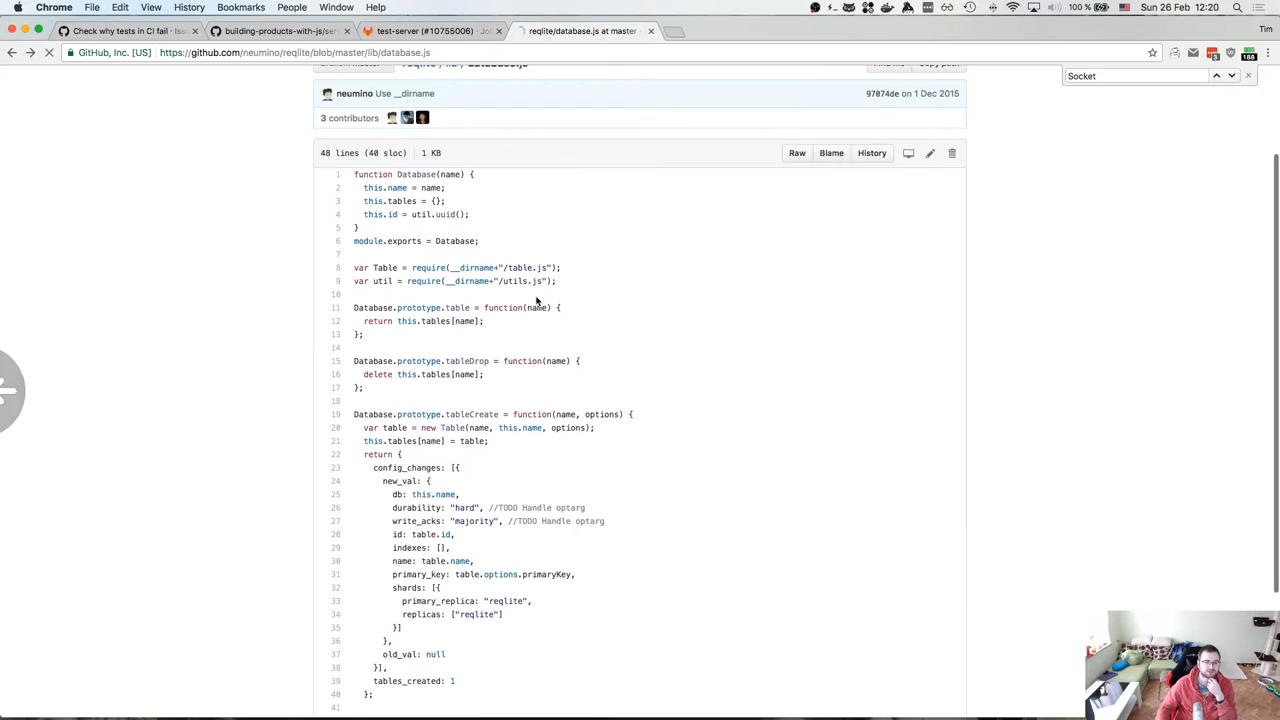 Chrome File Edit View History Bookmarks People Window Help
Sun 26 Feb 12:20
Check why tests in CI fail · Iss
building-products-with-js/ser
test-server (#10755006) · Jo
reqlite/database.js at master
Tim
GitHub, Inc. [US] https://github.com/neumino/reqlite/blob/master/lib/database.js
3
188
Socket
neumino Use __dirname
97074de on 1 Dec 2015
3 contributors
48 lines (40 sloc) 1 KB
Raw Blame History
1 function Database(name) {
2 this.name = name;
3 this.tables = {};
4 this.id = util.uuid();
5 }
6 module.exports = Database;
7
8 var Table = require(__dirname+"/table.js");
9 var util = require(__dirname+"/utils.js");
10
11 Database.prototype.table = function(name) {
12 return this.tables[name];
13 };
14
15 Database.prototype.tableDrop = function(name) {
16 delete this.tables[name];
17 };
18
19 Database.prototype.tableCreate = function(name, options) {
20 var table = new Table(name, this.name, options);
21 this.tables[name] = table;
22 return {
23 config_changes: [{
24 new_val: {
25 db: this.name,
26 durability: "hard", //TODO Handle optarg
27 write_acks: "majority", //TODO Handle optarg
28 id: table.id,
29 indexes: [],
30 name: table.name,
31 primary_key: table.options.primaryKey,
32 shards: [{
33 primary_replica: "reqlite",
34 replicas: ["reqlite"]
35 }]
36 },
37 old_val: null
38 }],
39 tables_created: 1
40 };
41